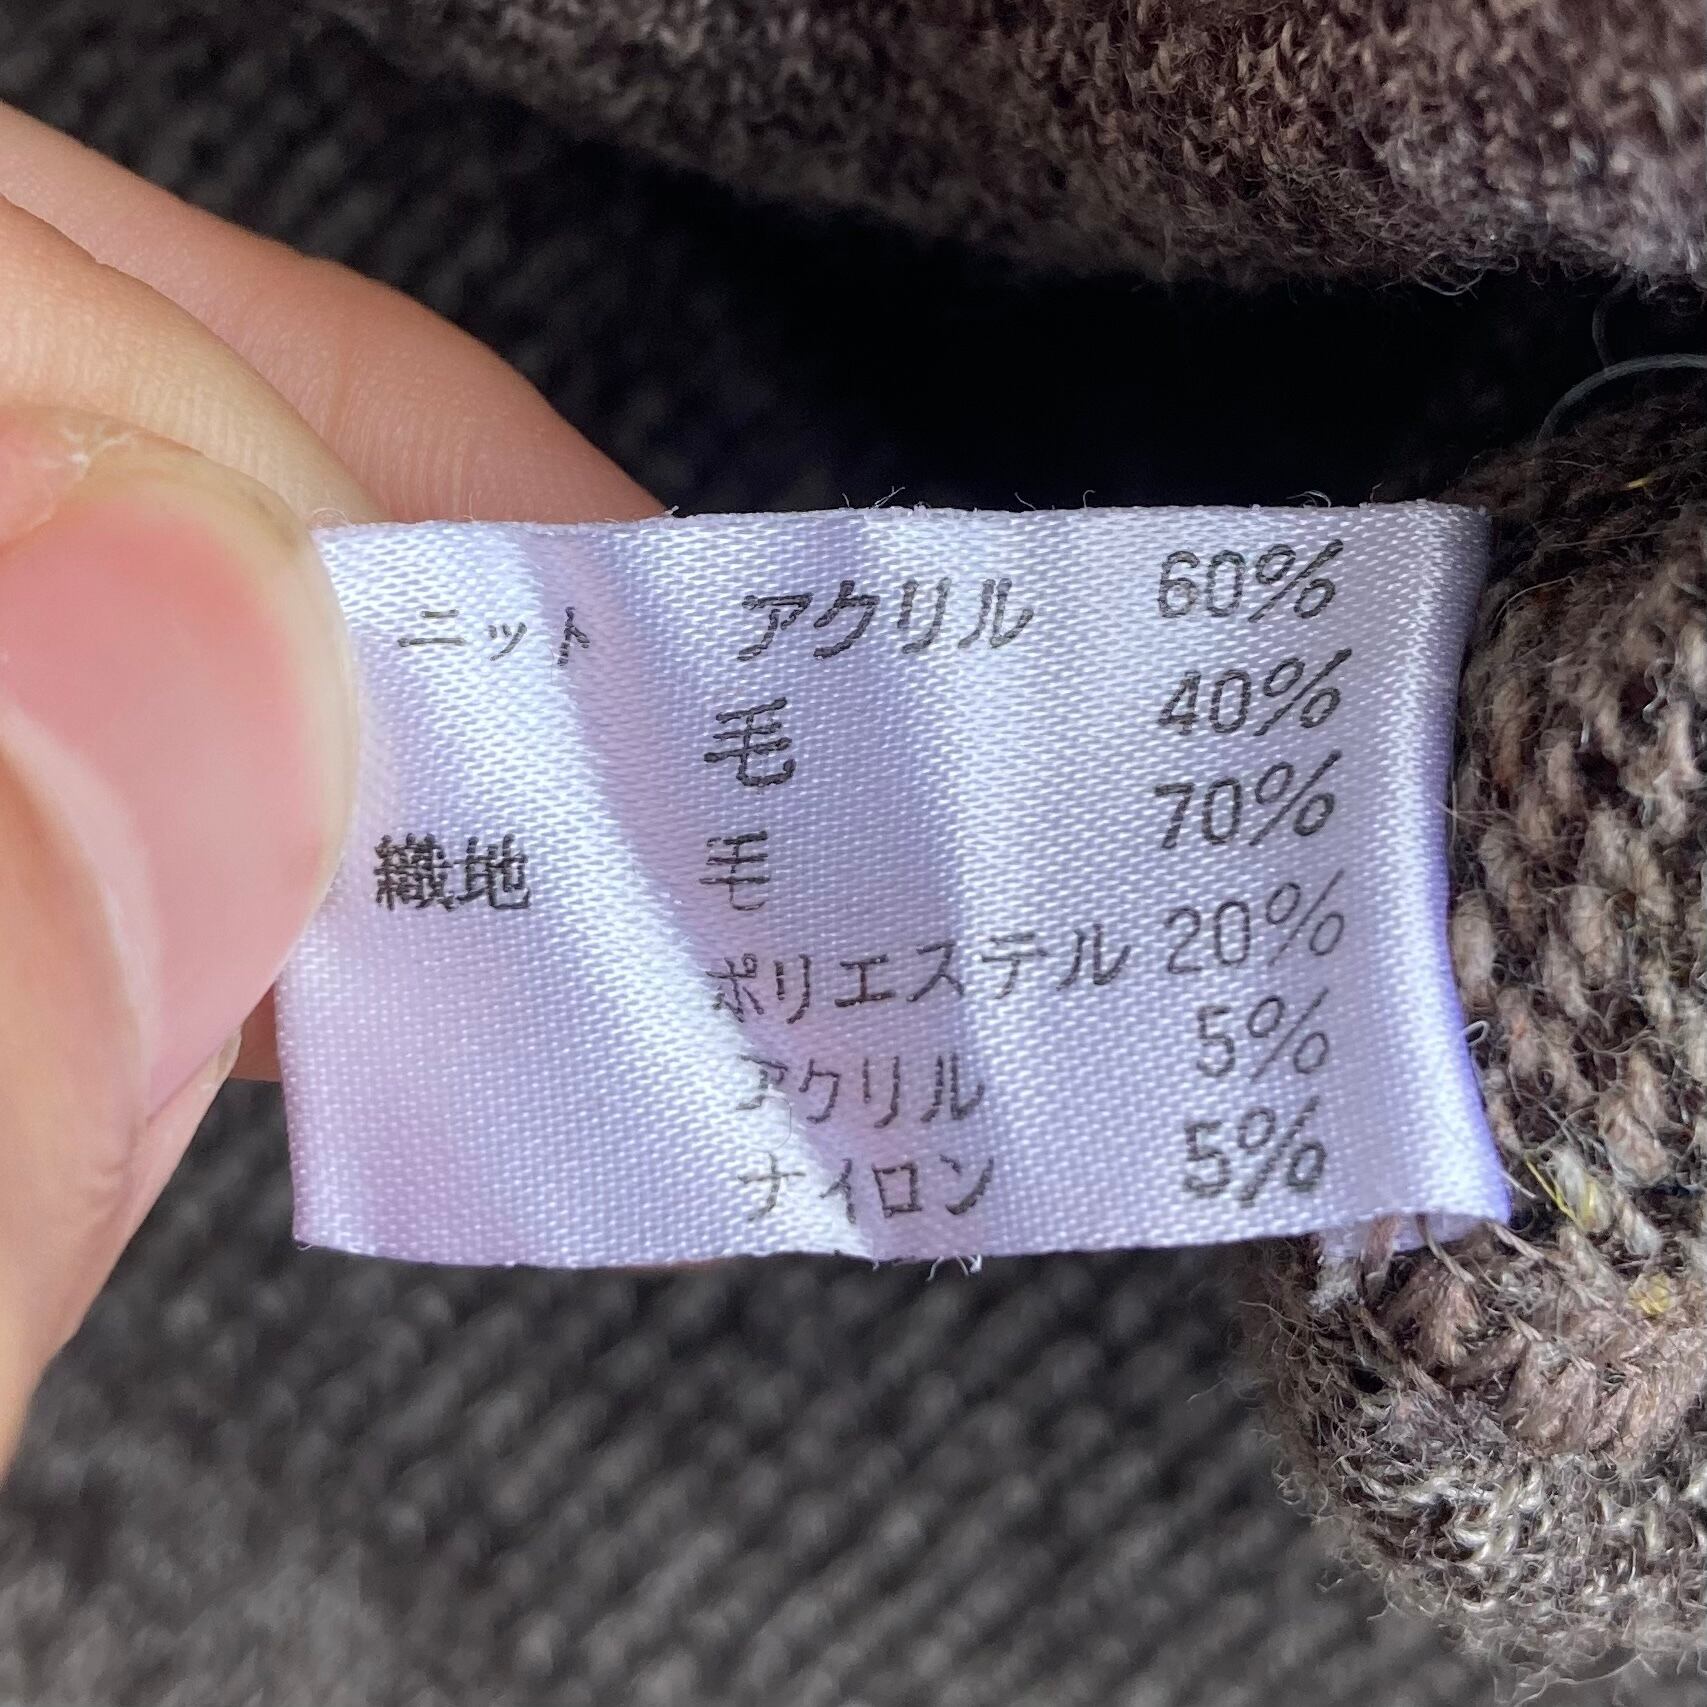 ニット アクリル 60%
毛 40%
織地 毛 70%
ポリエステル 20%
アクリル 5%
ナイロン 5%